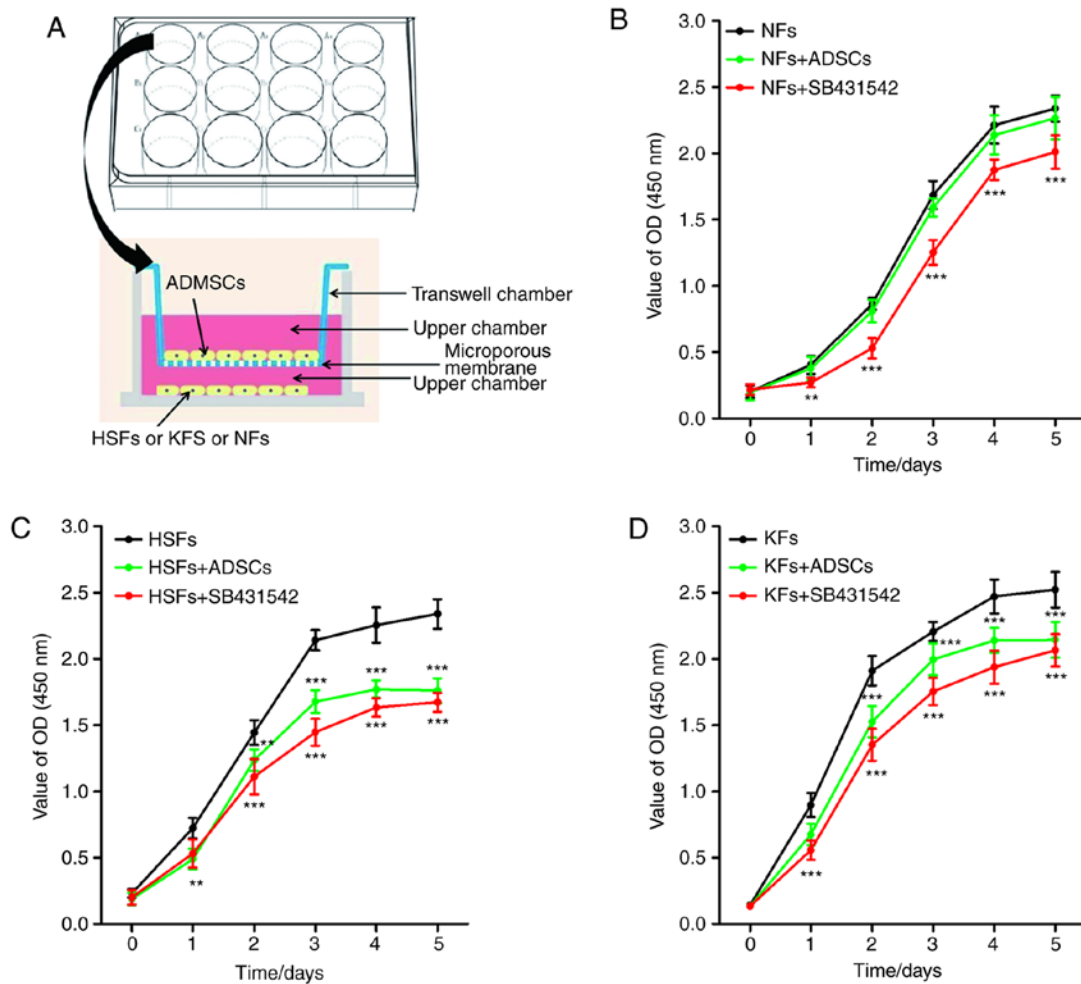 A
A₁ A₂ A₃ A₄
ADMSCs
Transwell chamber
Upper chamber
Microporous
membrane
Upper chamber
HSFs or KFS or NFs
B
NFs
NFs+ADSCs
NFs+SB431542
Value of OD (450 nm)
3.0
2.5
2.0
1.5
1.0
0.5
0.0
**
***
***
***
***
0 1 2 3 4 5
Time/days
C
HSFs
HSFs+ADSCs
HSFs+SB431542
Value of OD (450 nm)
3.0
2.5
2.0
1.5
1.0
0.5
0.0
**
**
***
***
***
***
***
***
***
0 1 2 3 4 5
Time/days
D
KFs
KFs+ADSCs
KFs+SB431542
Value of OD (450 nm)
3.0
2.5
2.0
1.5
1.0
0.5
0.0
***
***
***
***
***
***
***
***
***
0 1 2 3 4 5
Time/days